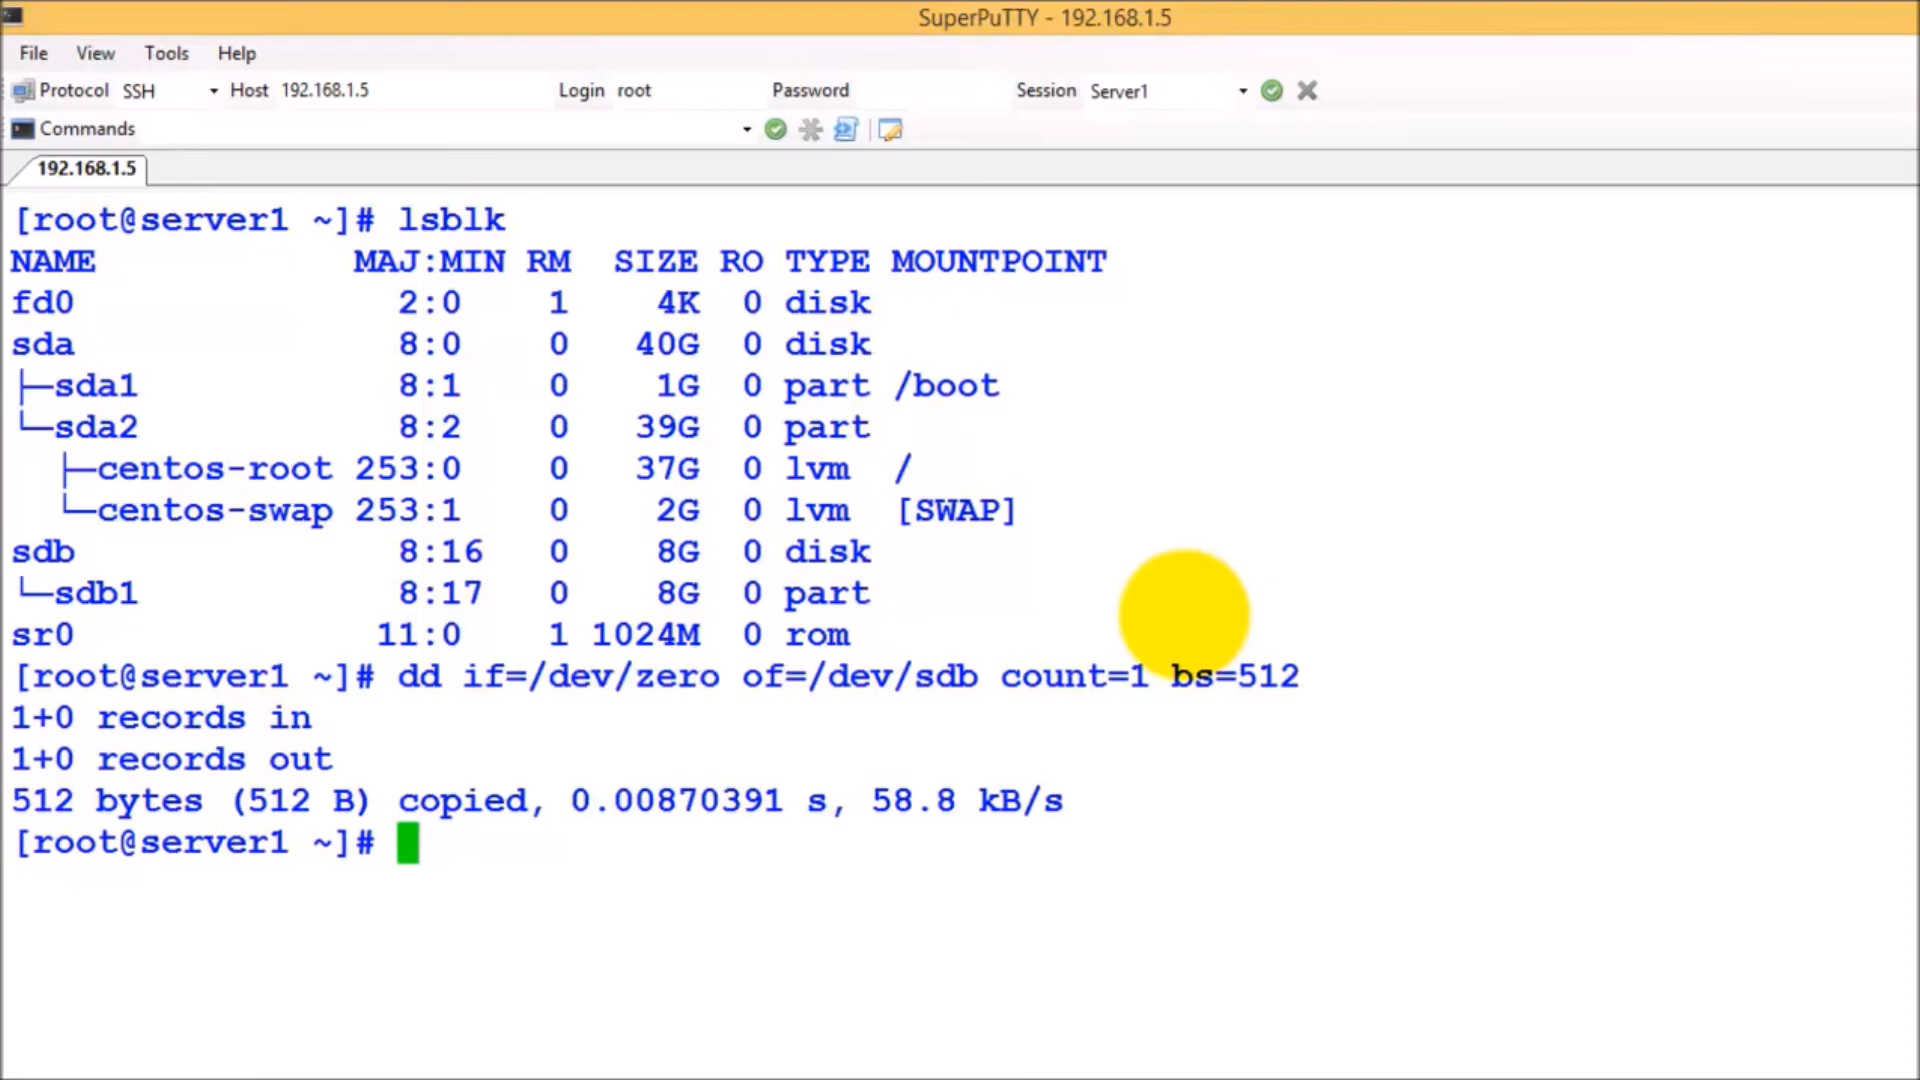 SuperPuTTY - 192.168.1.5
File View Tools Help
Protocol SSH Host 192.168.1.5 Login root Password Session Server1
Commands
192.168.1.5
[root@server1 ~]# lsblk
NAME MAJ:MIN RM SIZE RO TYPE MOUNTPOINT
fd0 2:0 1 4K 0 disk
sda 8:0 0 40G 0 disk
├─sda1 8:1 0 1G 0 part /boot
└─sda2 8:2 0 39G 0 part
├─centos-root 253:0 0 37G 0 lvm /
└─centos-swap 253:1 0 2G 0 lvm [SWAP]
sdb 8:16 0 8G 0 disk
└─sdb1 8:17 0 8G 0 part
sr0 11:0 1 1024M 0 rom
[root@server1 ~]# dd if=/dev/zero of=/dev/sdb count=1 bs=512
1+0 records in
1+0 records out
512 bytes (512 B) copied, 0.00870391 s, 58.8 kB/s
[root@server1 ~]#